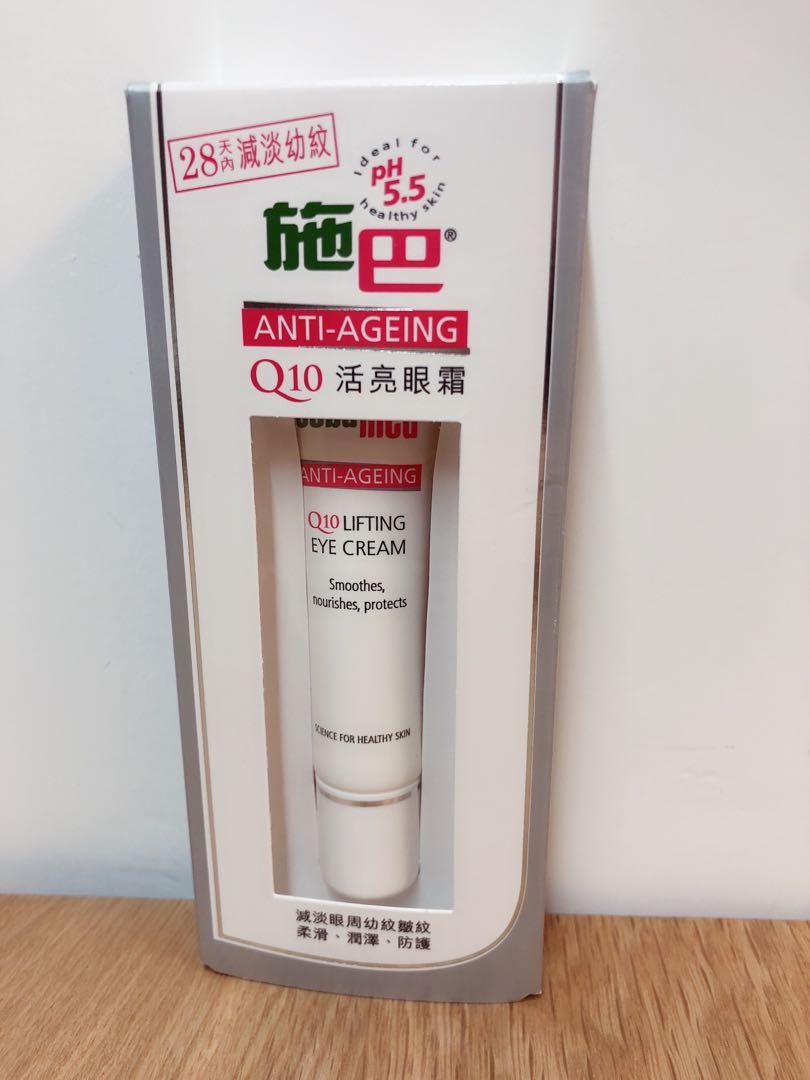 28天內減淡幼紋
ideal for
pH
5.5
healthy skin
施巴®
ANTI-AGEING
Q10 活亮眼霜
sebamed
ANTI-AGEING
Q10 LIFTING
EYE CREAM
Smoothes,
nourishes, protects
SCIENCE FOR HEALTHY SKIN
減淡眼周幼紋皺紋
柔滑、潤澤、防護